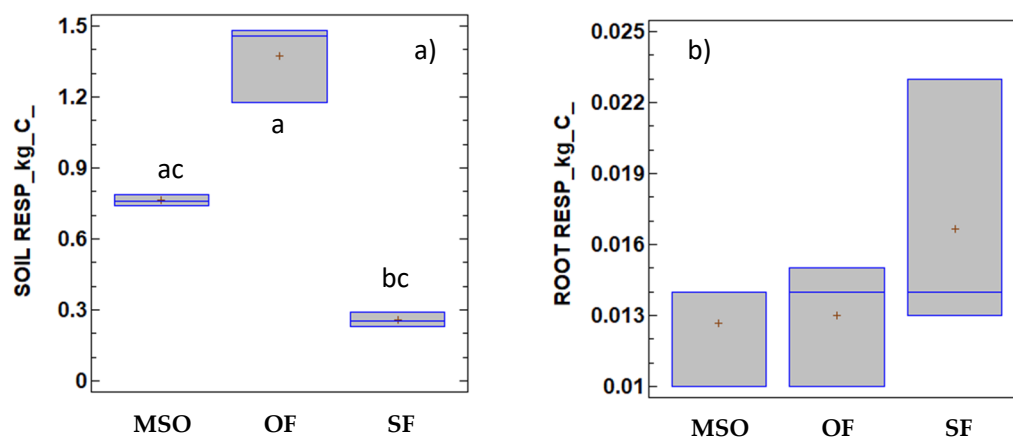 SOIL RESP_kg_C_
1.5
1.2
0.9
0.6
0.3
0
a)
ac
a
bc
MSO OF SF
ROOT RESP_kg_C_
0.025
0.022
0.019
0.016
0.013
0.01
b)
MSO OF SF